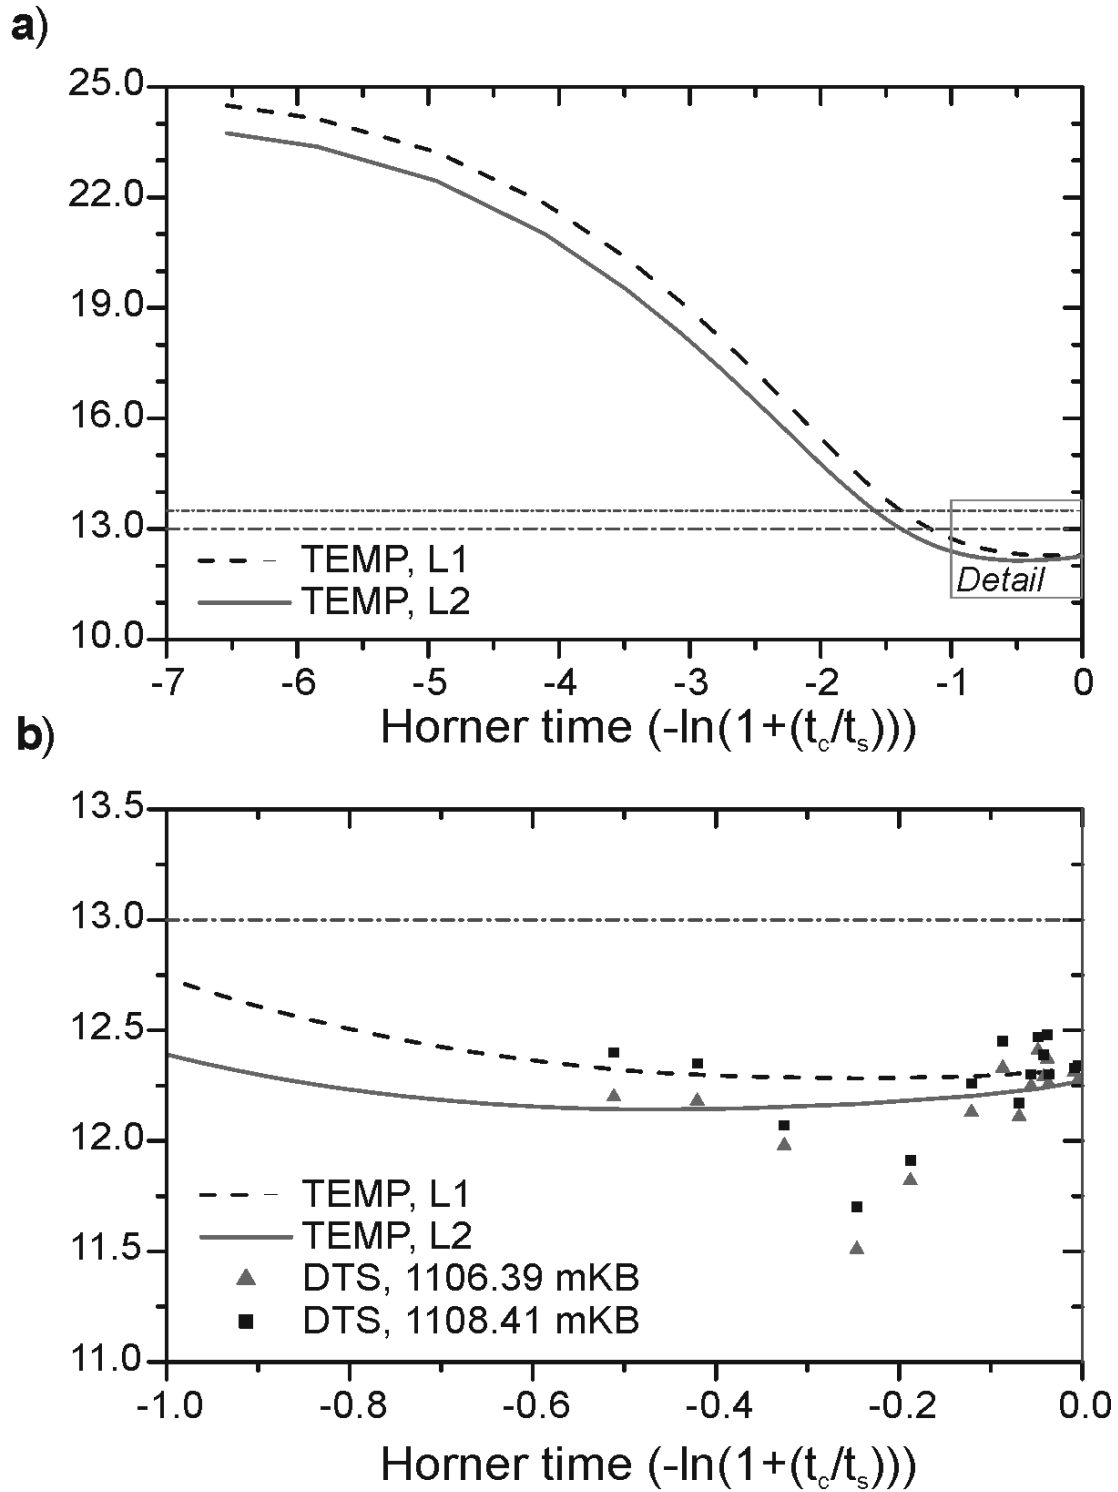 a)
25.0
22.0
19.0
16.0
13.0
10.0
TEMP, L1
TEMP, L2
Detail
-7 -6 -5 -4 -3 -2 -1 0
Horner time (-ln(1+(tc/ts)))
b)
13.5
13.0
12.5
12.0
11.5
11.0
TEMP, L1
TEMP, L2
DTS, 1106.39 mKB
DTS, 1108.41 mKB
-1.0 -0.8 -0.6 -0.4 -0.2 0.0
Horner time (-ln(1+(tc/ts)))